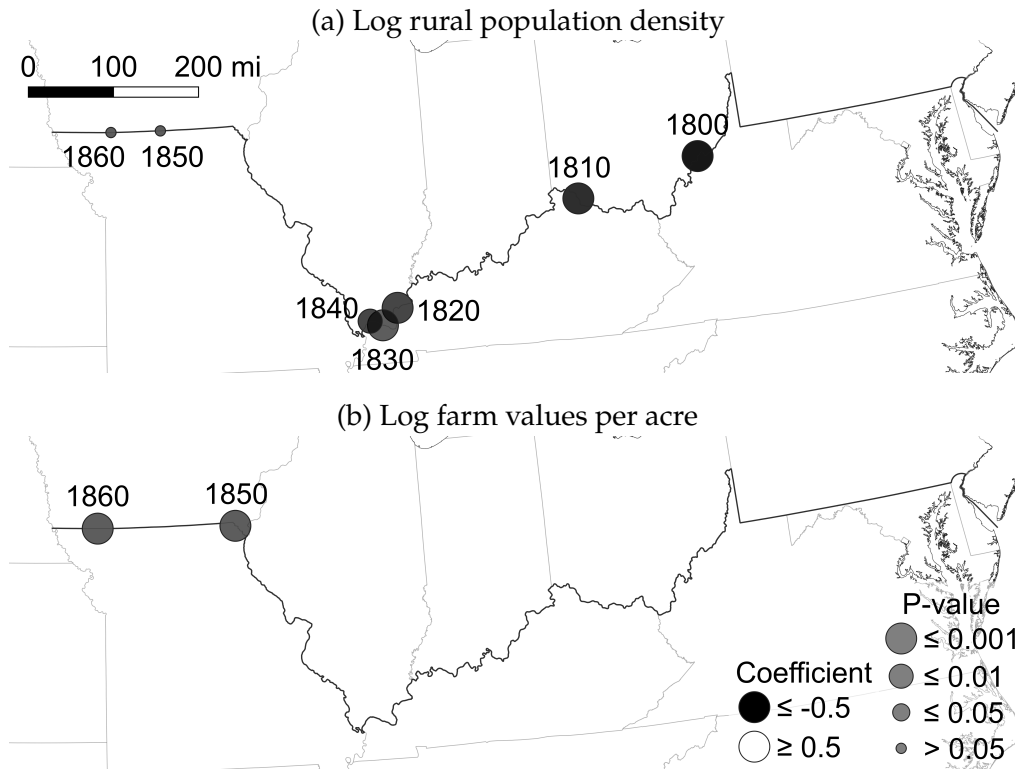 (a) Log rural population density
0 100 200 mi
1860 1850
1800
1810
1840 1820
1830
(b) Log farm values per acre
1860 1850
P-value
≤ 0.001
≤ 0.01
≤ 0.05
> 0.05
Coefficient
≤ -0.5
≥ 0.5